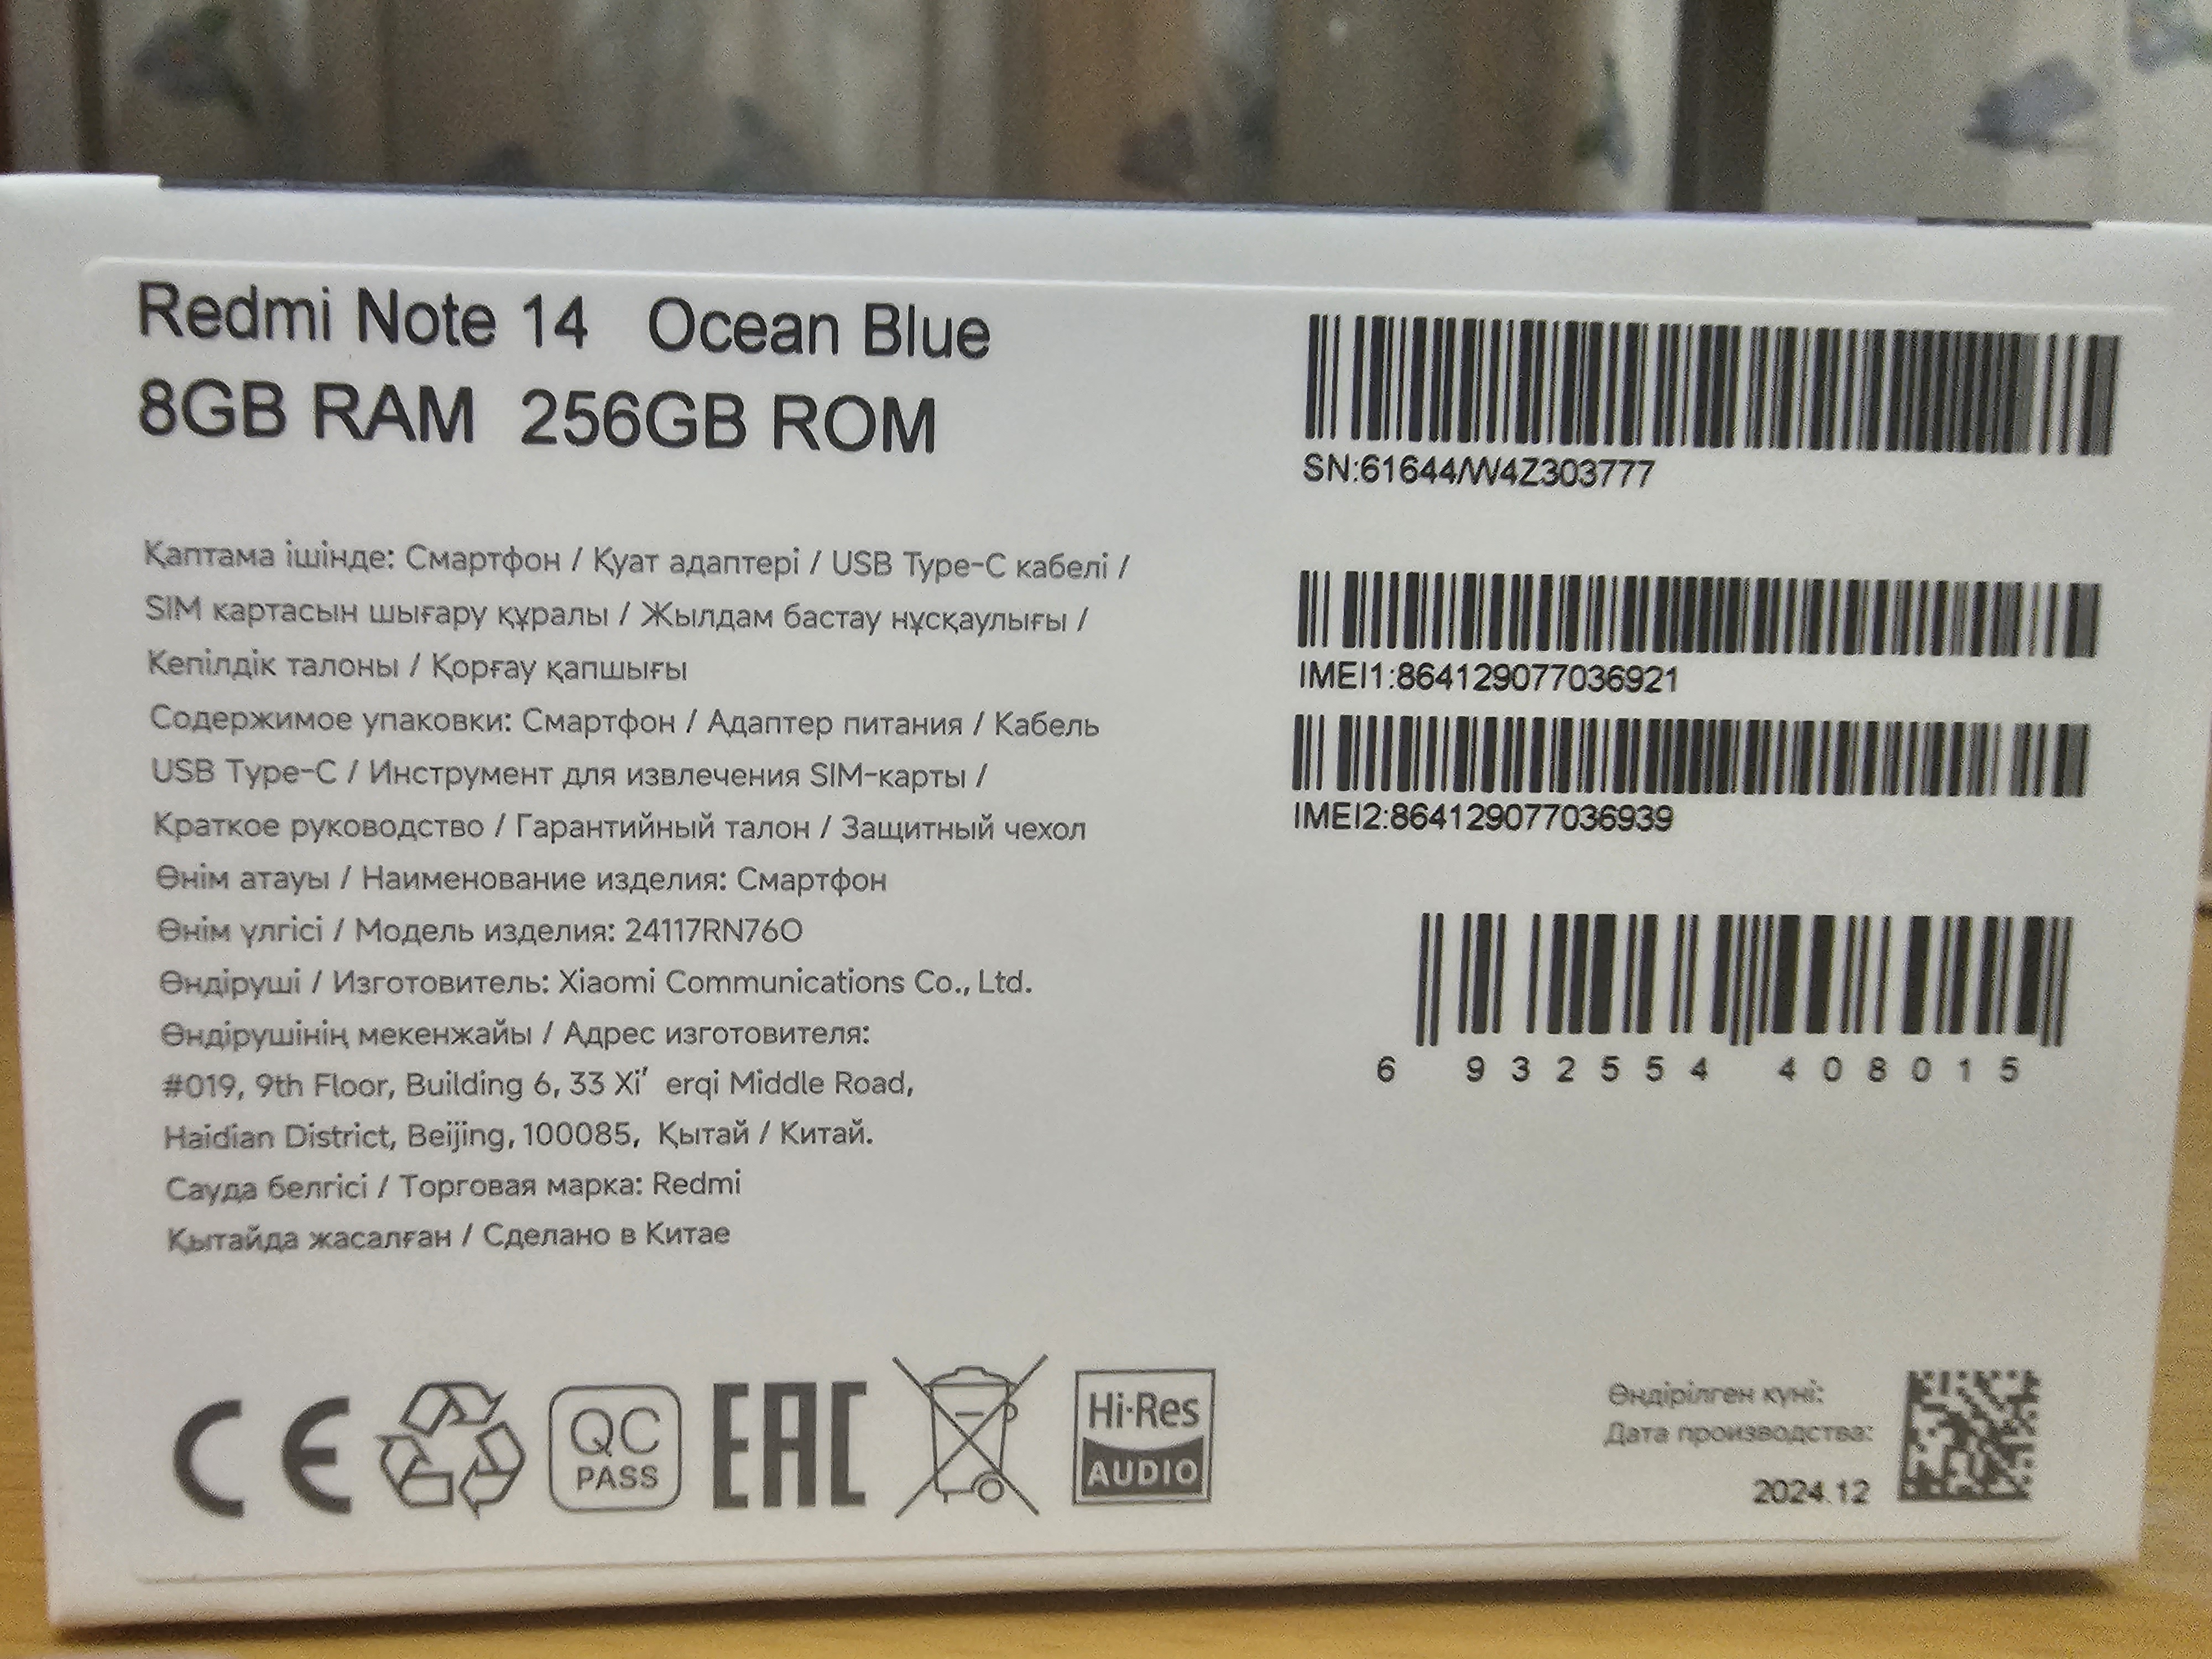 Redmi Note 14 Ocean Blue
8GB RAM 256GB ROM
Қаптама ішінде: Смартфон / Қуат адаптері / USB Type-C кабелі /
SIM картасын шығару құралы / Жылдам бастау нұсқаулығы /
Кепілдік талоны / Қорғау қапшығы
Содержимое упаковки: Смартфон / Адаптер питания / Кабель
USB Type-C / Инструмент для извлечения SIM-карты /
Краткое руководство / Гарантийный талон / Защитный чехол
Өнім атауы / Наименование изделия: Смартфон
Өнім үлгісі / Модель изделия: 24117RN76O
Өндіруші / Изготовитель: Xiaomi Communications Co., Ltd.
Өндірушінің мекенжайы / Адрес изготовителя:
#019, 9th Floor, Building 6, 33 Xi' erqi Middle Road,
Haidian District, Beijing, 100085, Қытай / Китай.
Сауда белгісі / Торговая марка: Redmi
Қытайда жасалған / Сделано в Китае
SN:61644/W4Z303777
IMEI1:864129077036921
IMEI2:864129077036939
6 932554 408015
CE
QC
PASS
EAC
Hi-Res
AUDIO
Өндірілген күні:
Дата производства:
2024.12